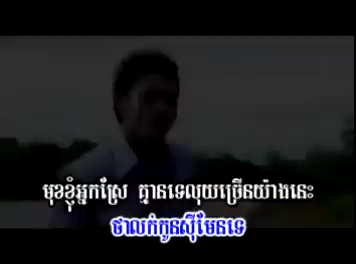 មុខខ្ញុំអ្នកស្រែ គ្មានទេលុយច្រើនយ៉ាងនេះ
ថាលក់កូនស៊ីមែនទេ